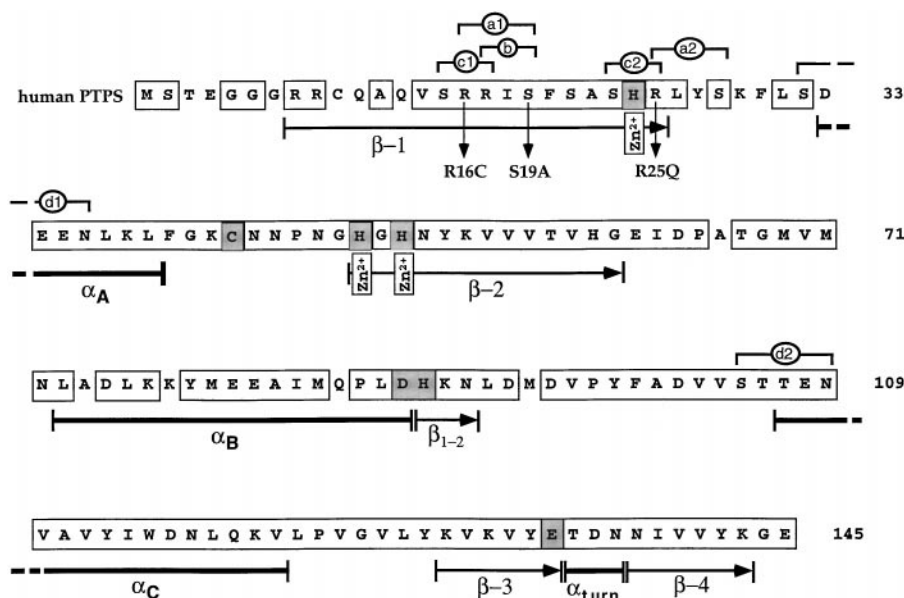 a1
b
c1 c2 a2
human PTPS M S T E G G G R R C Q A Q V S R R I S F S A S H R L Y S K F L S D 33
β-1 Zn2+
R16C S19A R25Q
d1
E E N L K L F G K C N N P N G H G H N Y K V V V T V H G E I D P A T G M V M 71
αA Zn2+ Zn2+ β-2
d2
N L A D L K K Y M E E A I M Q P L D H K N L D M D V P Y F A D V V S T T E N 109
αB β1-2
V A V Y I W D N L Q K V L P V G V L Y K V K V Y E T D N N I V V Y K G E 145
αC β-3 αturn β-4